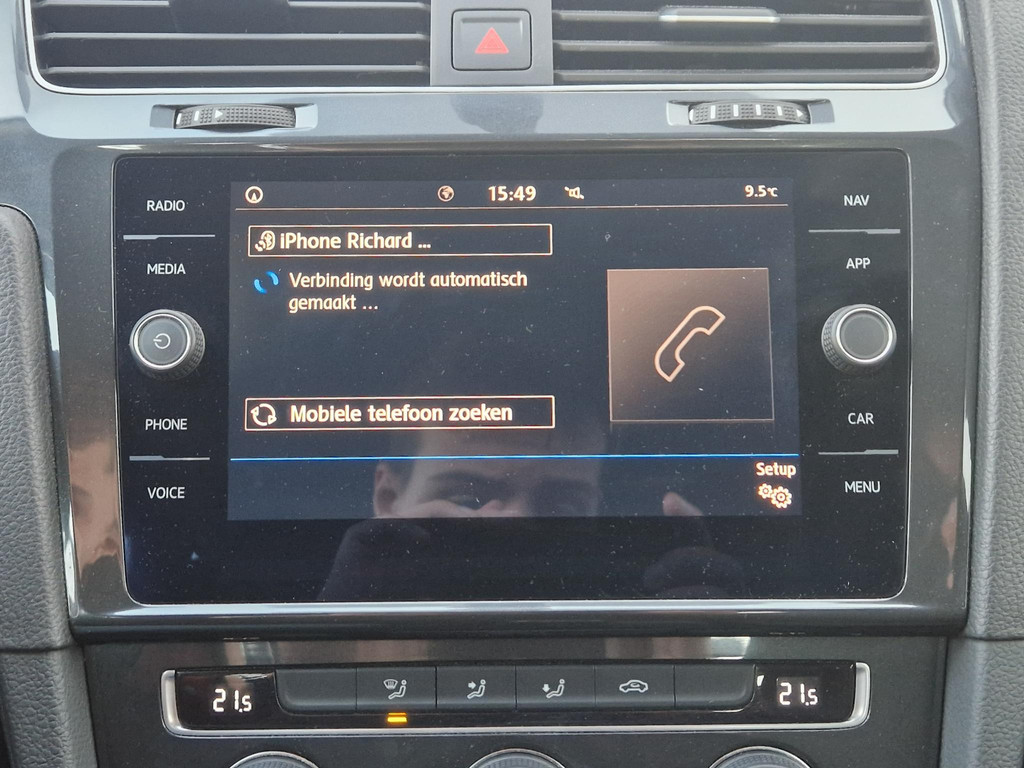 RADIO
MEDIA
PHONE
VOICE
15:49
9.5°C
iPhone Richard ...
Verbinding wordt automatisch
gemaakt ...
Mobiele telefoon zoeken
Setup
NAV
APP
CAR
MENU
21.5
21.5